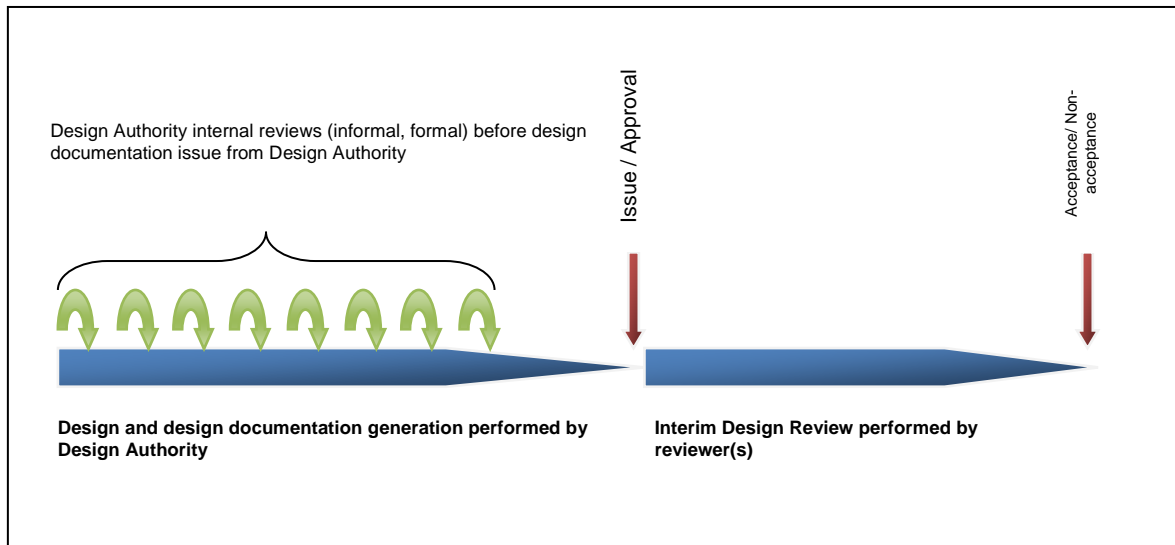 Design Authority internal reviews (informal, formal) before design
documentation issue from Design Authority
Issue / Approval
Acceptance/ Non-
acceptance
Design and design documentation generation performed by
Design Authority
Interim Design Review performed by
reviewer(s)